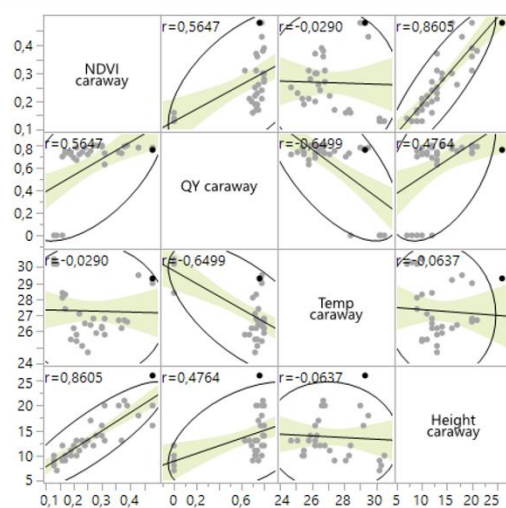 r=0,5647 r=-0,0290 r=0,8605
0,4
0,3
0,2
0,1
NDVI
caraway
r=0,5647 r=-0,6499 r=0,4764
0,8
0,6
0,4
0,2
0
QY caraway
r=-0,0290 r=-0,6499 r=-0,0637
30
29
28
27
26
24
Temp
caraway
r=0,8605 r=0,4764 r=-0,0637
25
20
15
10
5
Height
caraway
0,1 0,2 0,3 0,4 0 0,2 0,6 24 26 28 30 5 10 15 20 25